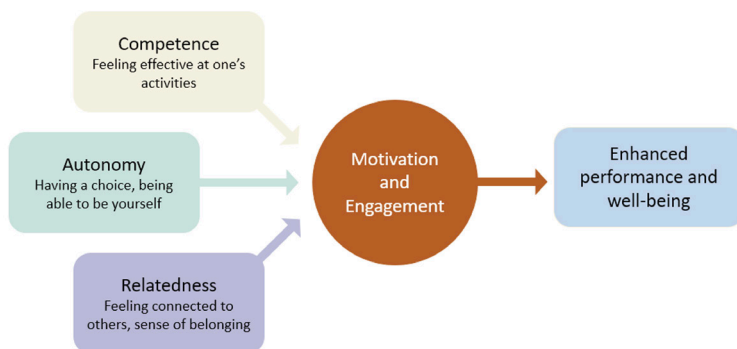 Competence
Feeling effective at one's
activities
Autonomy
Having a choice, being
able to be yourself
Relatedness
Feeling connected to
others, sense of belonging
Motivation
and
Engagement
Enhanced
performance and
well-being